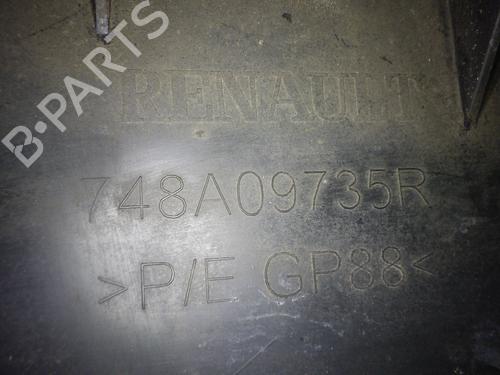 B-PARTS
RENAULT
748A09735R
>P/E GP88<